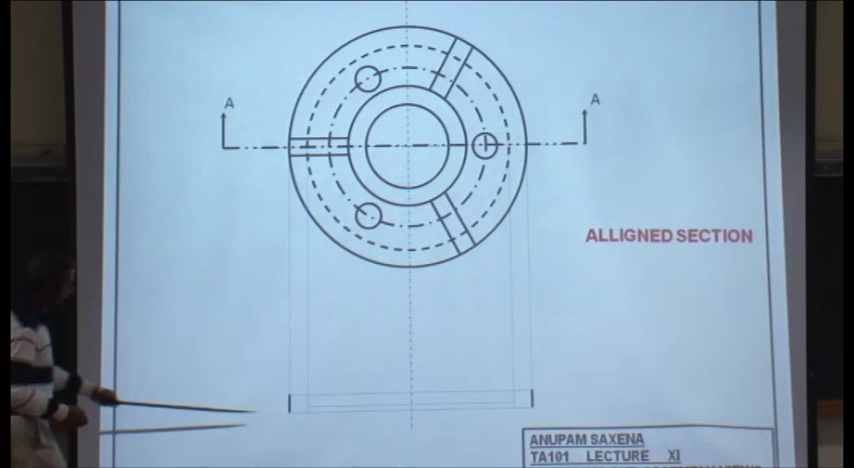 A
A
ALLIGNED SECTION
ANUPAM SAXENA
TA101 LECTURE XI